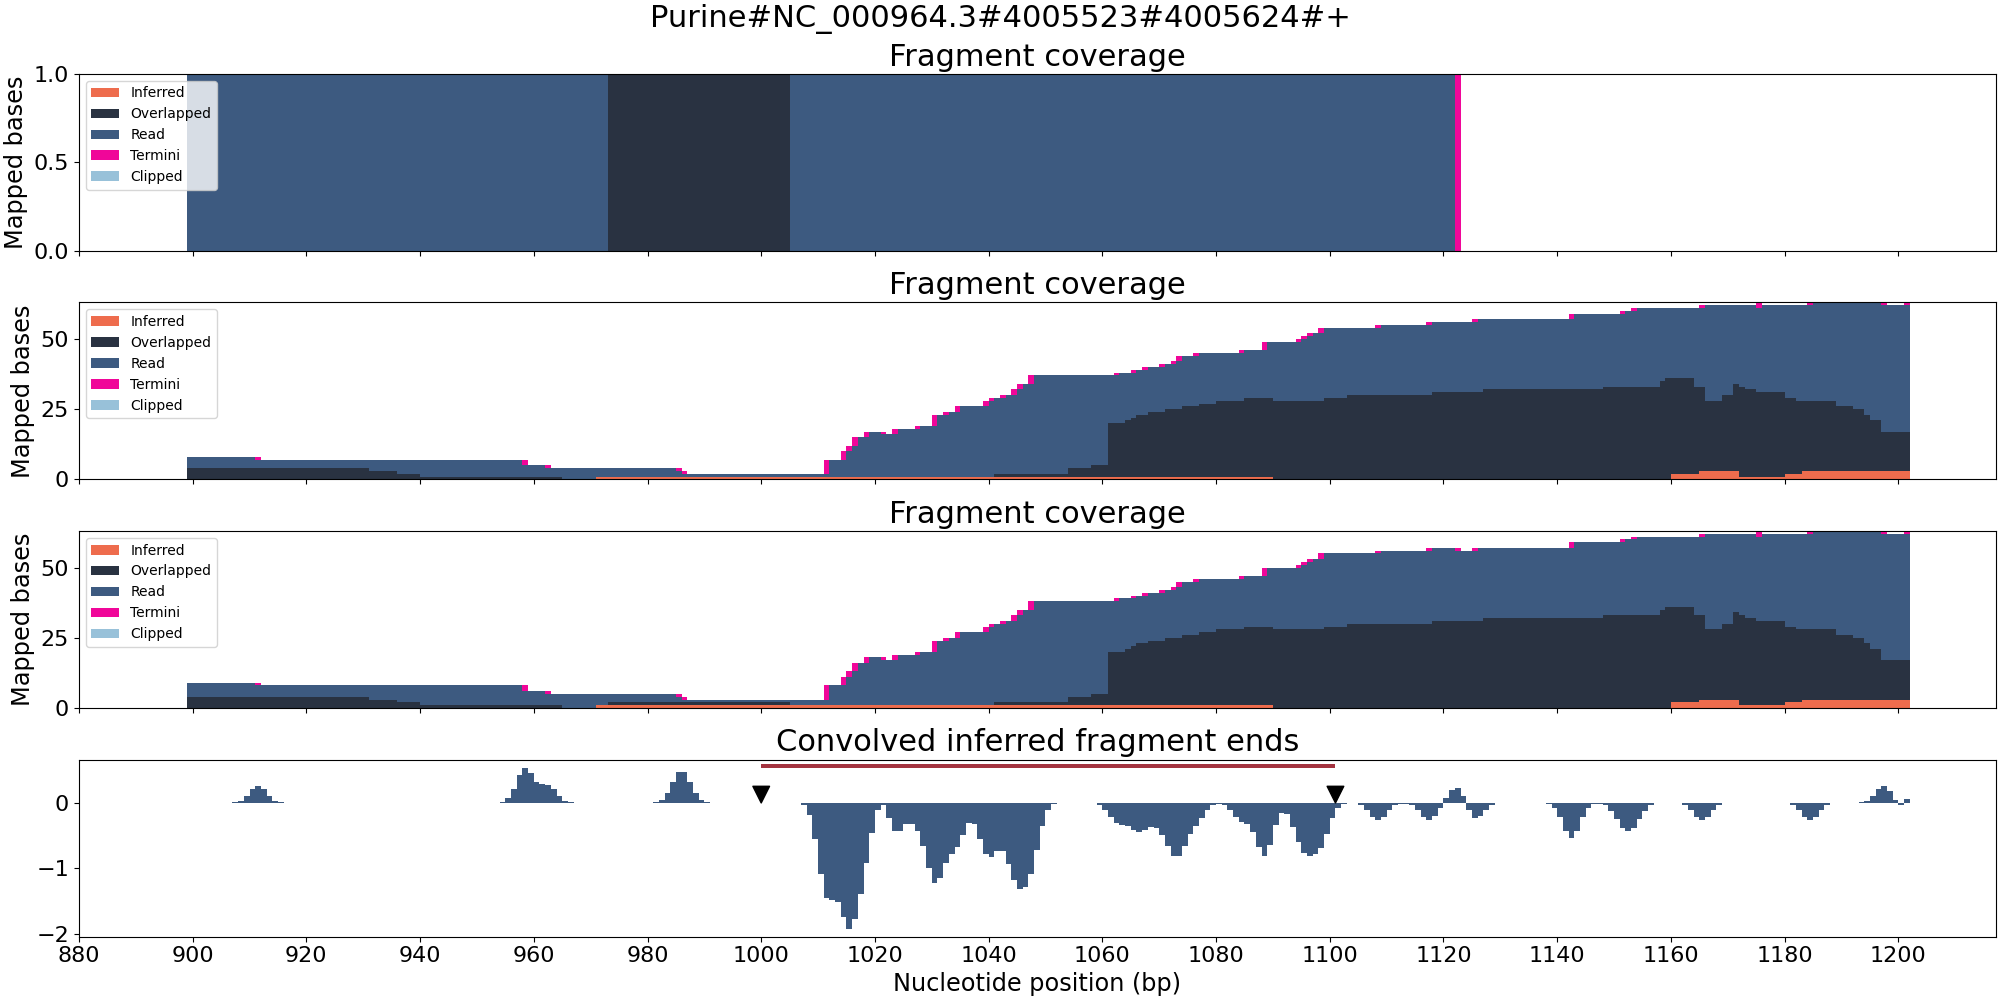 Purine#NC_000964.3#4005523#4005624#+
Fragment coverage
Mapped bases
1.0
0.5
0.0
Inferred
Overlapped
Read
Termini
Clipped
Fragment coverage
Mapped bases
50
25
0
Inferred
Overlapped
Read
Termini
Clipped
Fragment coverage
Mapped bases
50
25
0
Inferred
Overlapped
Read
Termini
Clipped
Convolved inferred fragment ends
0
−1
−2
880 900 920 940 960 980 1000 1020 1040 1060 1080 1100 1120 1140 1160 1180 1200
Nucleotide position (bp)